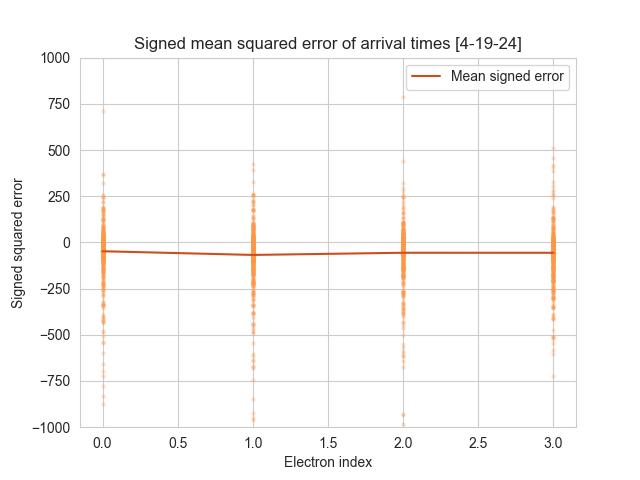 Signed mean squared error of arrival times [4-19-24]
Mean signed error
1000
750
500
250
0
−250
−500
−750
−1000
Signed squared error
0.0 0.5 1.0 1.5 2.0 2.5 3.0
Electron index